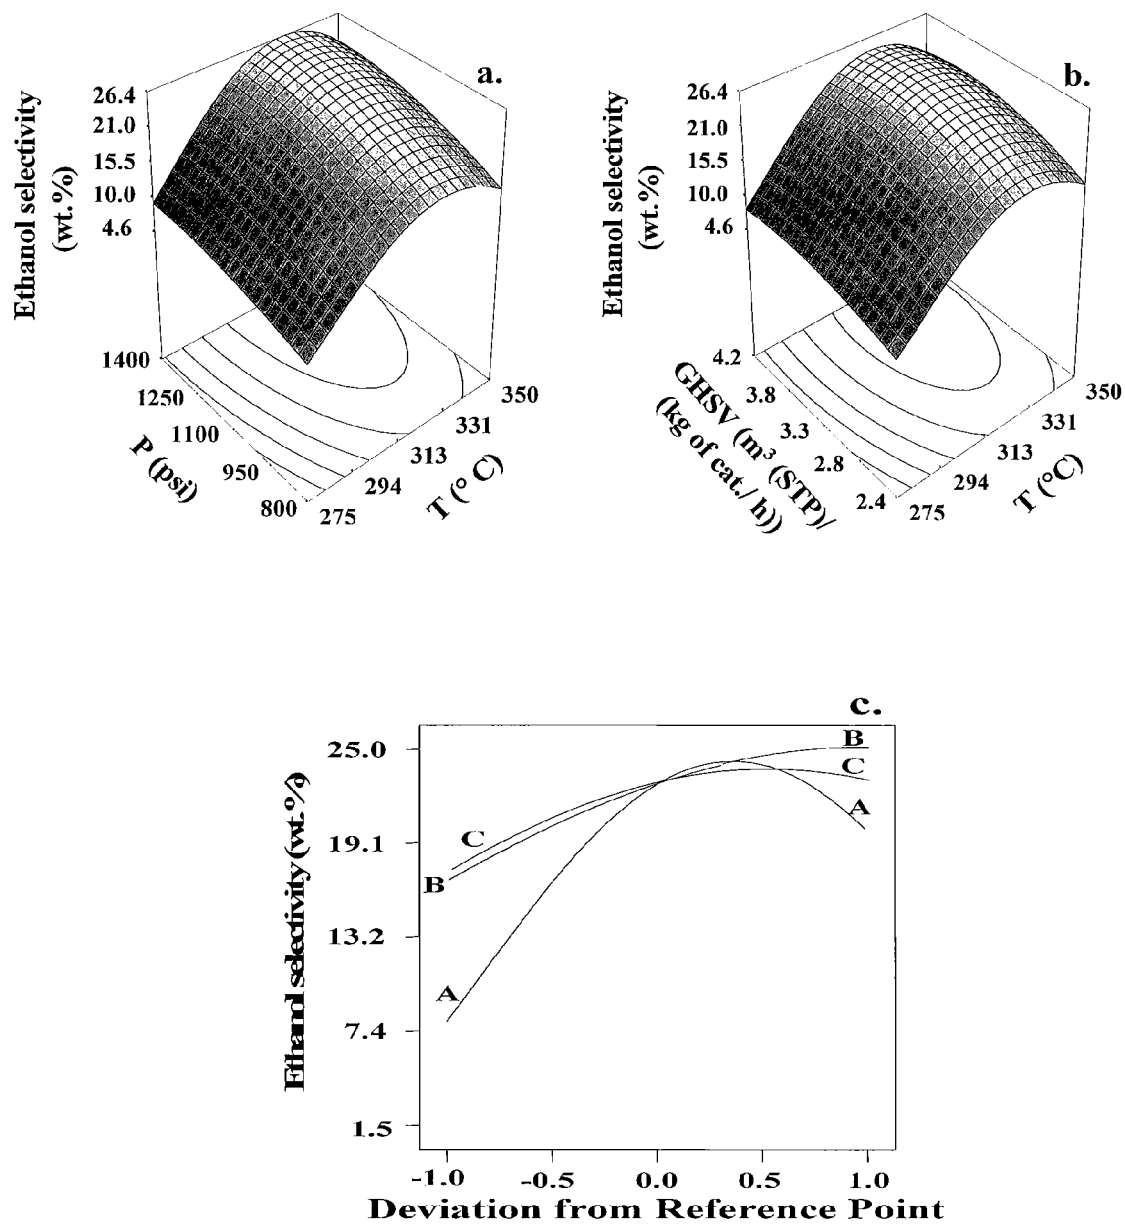 a.
Ethanol selectivity
(wt.%)
26.4
21.0
15.5
10.0
4.6
1400
1250
1100
950
800
P (psi)
350
331
313
294
275
T (° C)
b.
Ethanol selectivity
(wt.%)
26.4
21.0
15.5
10.0
4.6
4.2
3.8
3.3
2.8
2.4
GHSV (m³ (STP)/
(kg of cat./ h))
350
331
313
294
275
T (°C)
c.
Ethanol selectivity (wt.%)
25.0
19.1
13.2
7.4
1.5
B
C
A
C
B
A
-1.0 -0.5 0.0 0.5 1.0
Deviation from Reference Point